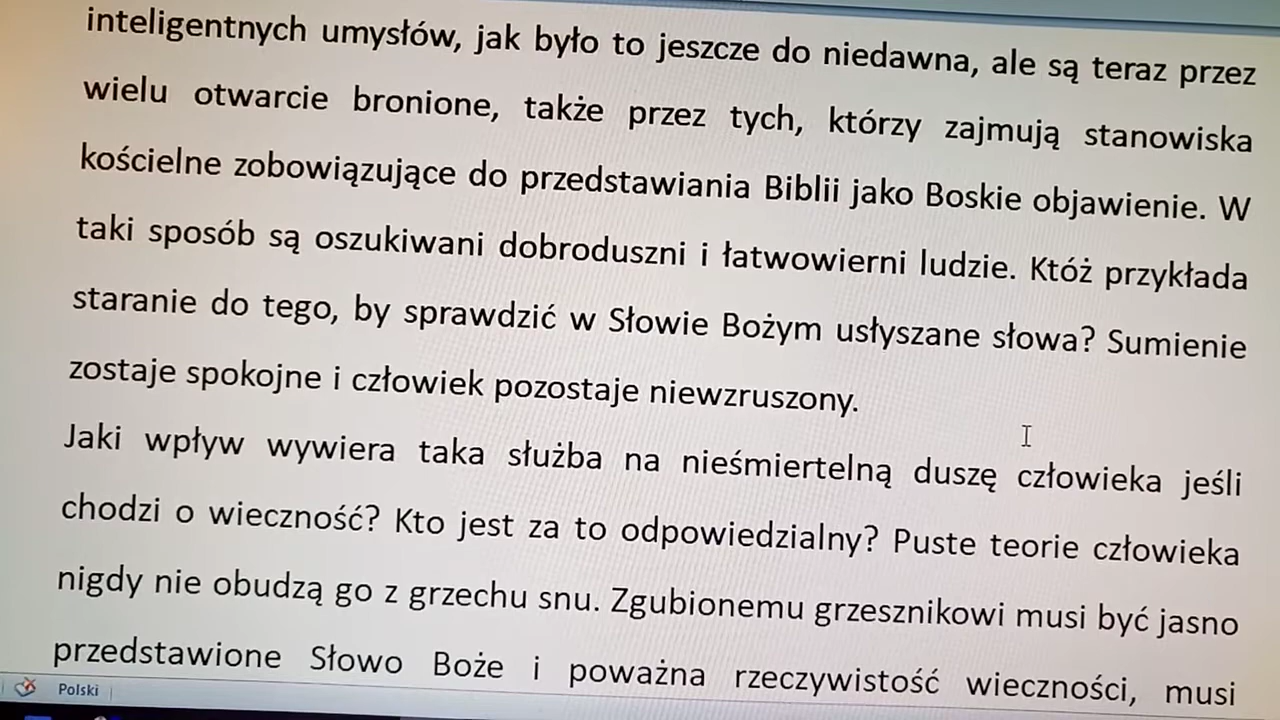 inteligentnych umysłów, jak było to jeszcze do niedawna, ale są teraz przez
wielu otwarcie bronione, także przez tych, którzy zajmują stanowiska
kościelne zobowiązujące do przedstawiania Biblii jako Boskie objawienie. W
taki sposób są oszukiwani dobroduszni i łatwowierni ludzie. Któż przykłada
staranie do tego, by sprawdzić w Słowie Bożym usłyszane słowa? Sumienie
zostaje spokojne i człowiek pozostaje niewzruszony.
Jaki wpływ wywiera taka służba na nieśmiertelną duszę człowieka jeśli
chodzi o wieczność? Kto jest za to odpowiedzialny? Puste teorie człowieka
nigdy nie obudzą go z grzechu snu. Zgubionemu grzesznikowi musi być jasno
przedstawione Słowo Boże i poważna rzeczywistość wieczności, musi
Polski